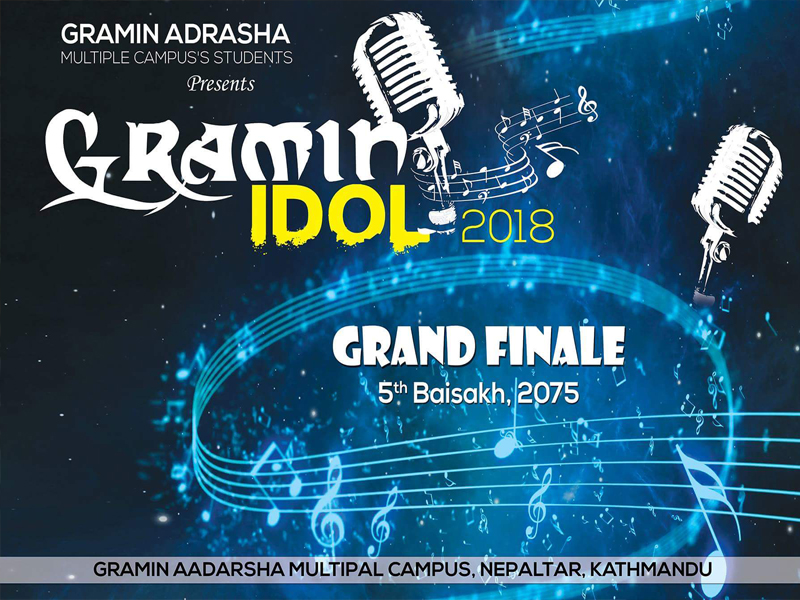 GRAMIN ADRASHA
MULTIPLE CAMPUS'S STUDENTS
Presents
GRAMIN
IDOL 2018
GRAND FINALE
5th Baisakh, 2075
GRAMIN AADARSHA MULTIPAL CAMPUS, NEPALTAR, KATHMANDU